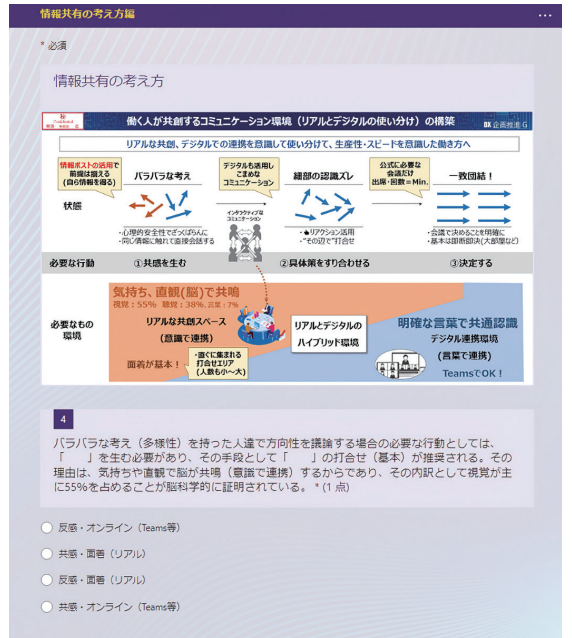 情報共有の考え方編
...
* 必須
情報共有の考え方
秘
働く人が共創するコミュニケーション環境（リアルとデジタルの使い分け）の構築
DX 企画推進G
リアルな共創、デジタルでの連携を意識して使い分けて、生産性・スピードを意識した働き方へ
情報ポストの活用で
前提は揃える
(自ら情報を得る)
バラバラな考え
デジタルも活用し
こまめな
コミュニケーション
細部の認識ズレ
公式に必要な
会議だけ
出席・回数＝Min.
一致団結！
状態
・心理的安全性でざっくばらんに
・同じ情報に触れて直接会話する
インタラクティブな
コミュニケーション
・リアクション活用
・"その辺で"打合せ
・会議で決めることを明確に
・基本は即断即決(大部屋など)
必要な行動
①共感を生む
②具体策をすり合わせる
③決定する
必要なもの
環境
気持ち、直観(脳)で共鳴
視覚：55% 聴覚：38%、言葉：7%
リアルな共創スペース
(意識で連携)
面着が基本！
・直ぐに集まれる
打合せエリア
(人数も小～大)
リアルとデジタルの
ハイブリッド環境
明確な言葉で共通認識
デジタル連携環境
(言葉で連携)
TeamsでOK！
4
バラバラな考え（多様性）を持った人達で方向性を議論する場合の必要な行動としては、
「　　」を生む必要があり、その手段として「　　」の打合せ（基本）が推奨される。その
理由は、気持ちや直観で脳が共鳴（意識で連携）するからであり、その内訳として視覚が主
に55%を占めることが脳科学的に証明されている。 * (1 点)
反感・オンライン（Teams等）
共感・面着（リアル）
反感・面着（リアル）
共感・オンライン（Teams等）